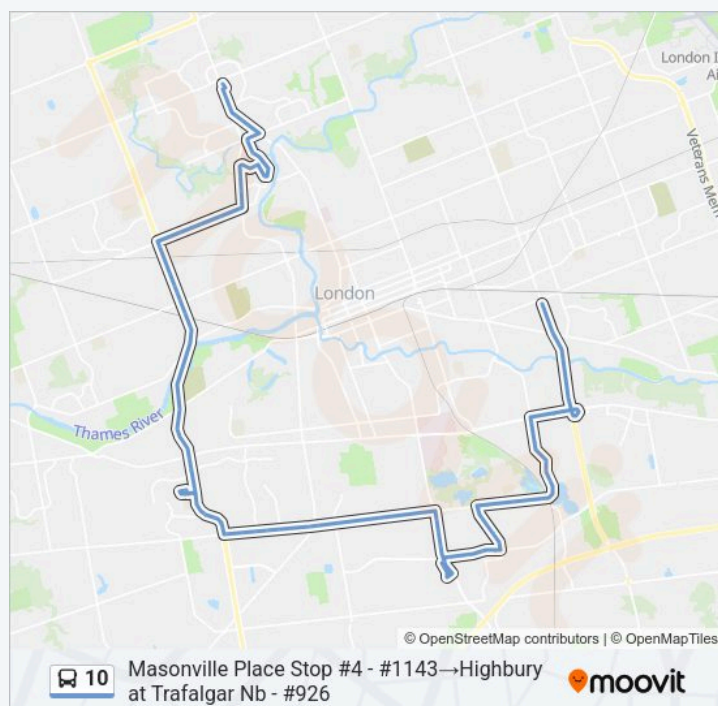 London I
Ai
Veterans Mem
London
Thames River
© OpenStreetMap contributors | © OpenMapTiles
10
Masonville Place Stop #4 - #1143→Highbury
at Trafalgar Nb - #926
moovit